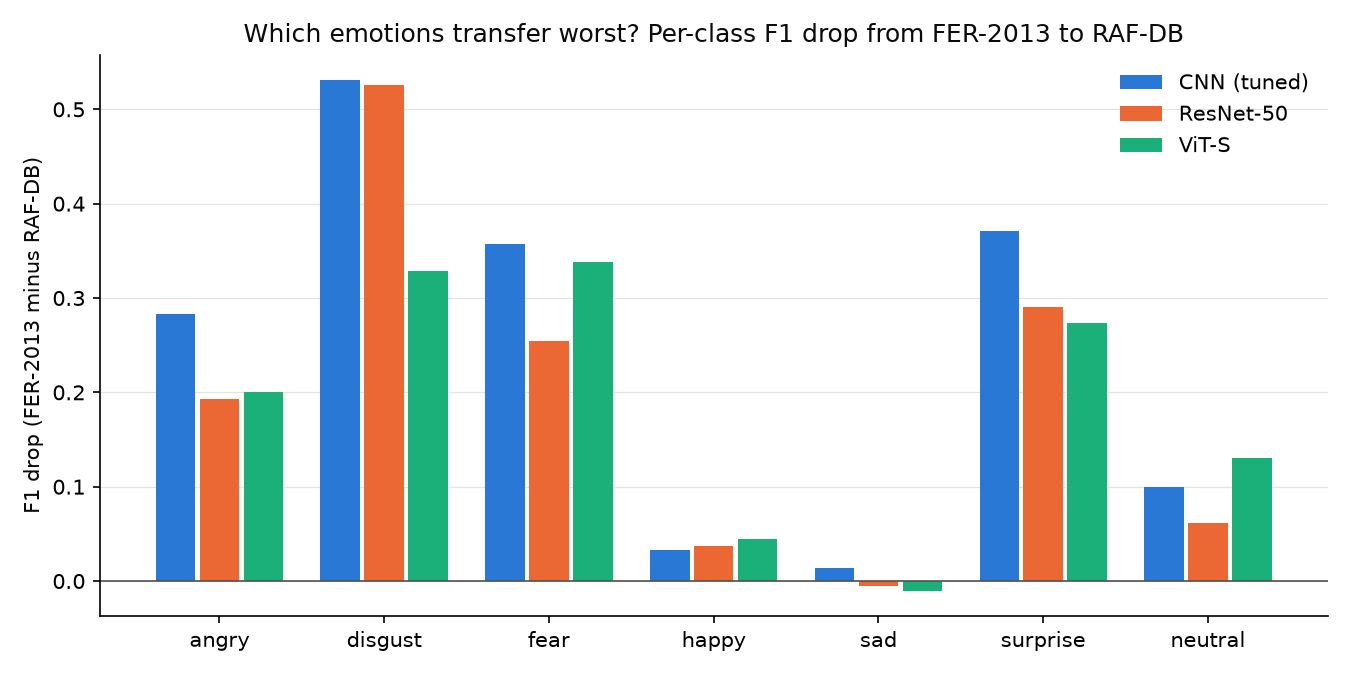 Which emotions transfer worst? Per-class F1 drop from FER-2013 to RAF-DB
CNN (tuned)
ResNet-50
ViT-S
F1 drop (FER-2013 minus RAF-DB)
0.5
0.4
0.3
0.2
0.1
0.0
angry disgust fear happy sad surprise neutral